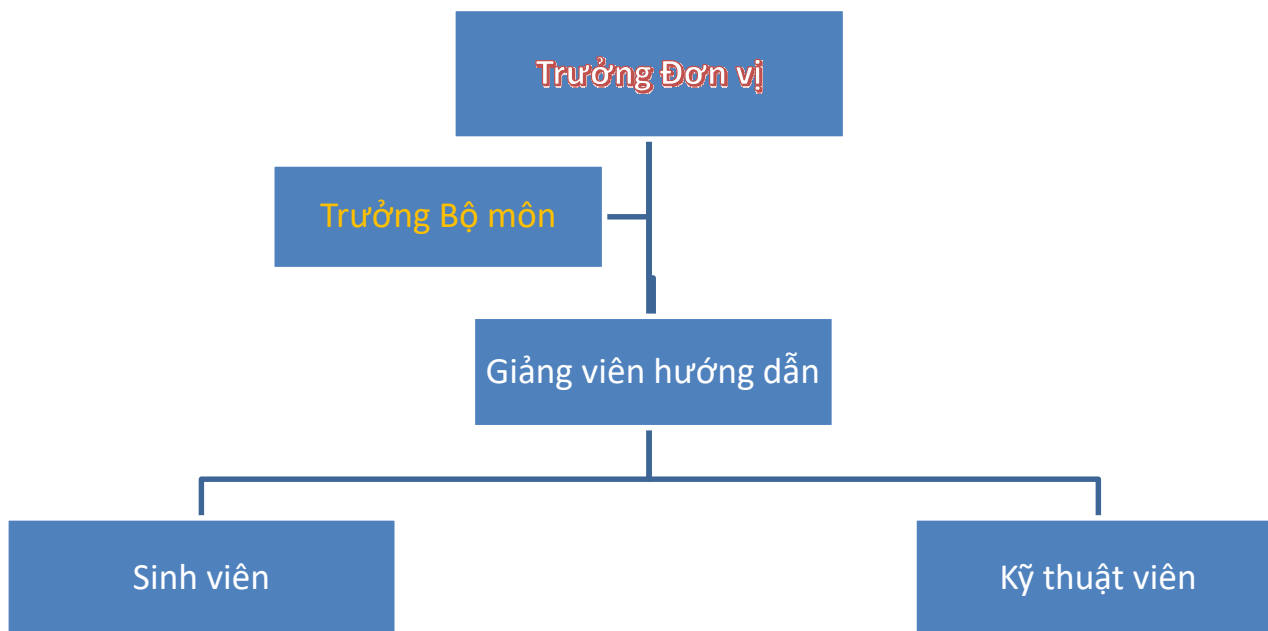 Trưởng Đơn vị
Trưởng Bộ môn
Giảng viên hướng dẫn
Sinh viên
Kỹ thuật viên